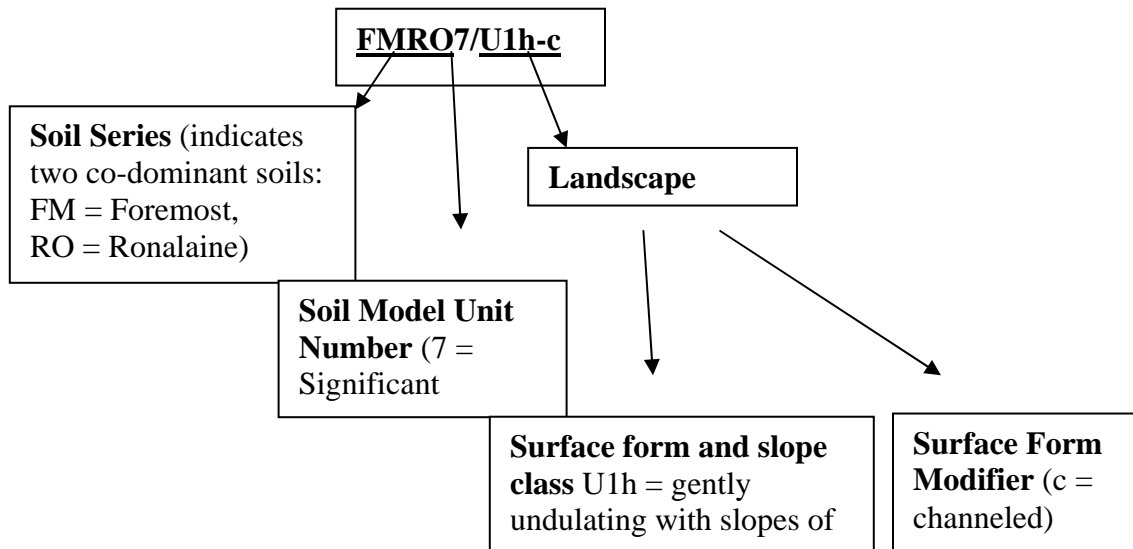 FMRO7/U1h-c
Soil Series (indicates
two co-dominant soils:
FM = Foremost,
RO = Ronalaine)
Landscape
Soil Model Unit
Number (7 =
Significant
Surface form and slope
class U1h = gently
undulating with slopes of
Surface Form
Modifier (c =
channeled)